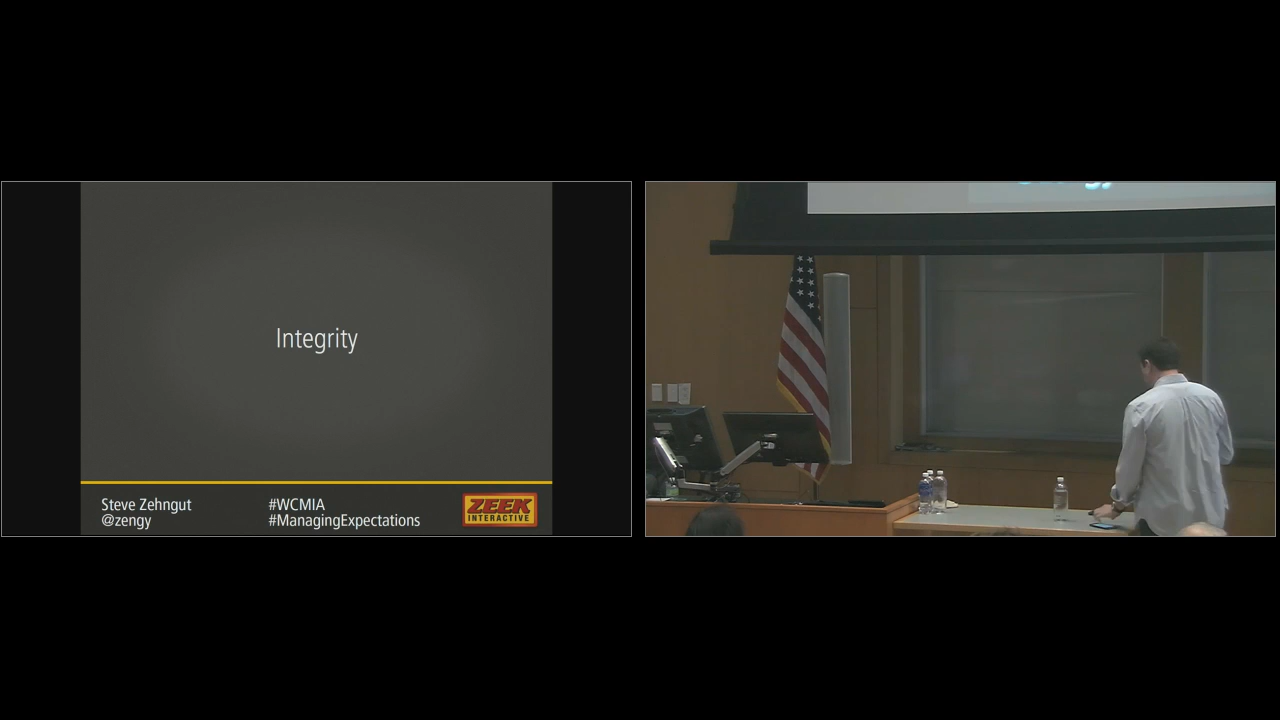 Integrity
Steve Zehngut
@zengy
#WCMIA
#ManagingExpectations
ZEEK
INTERACTIVE